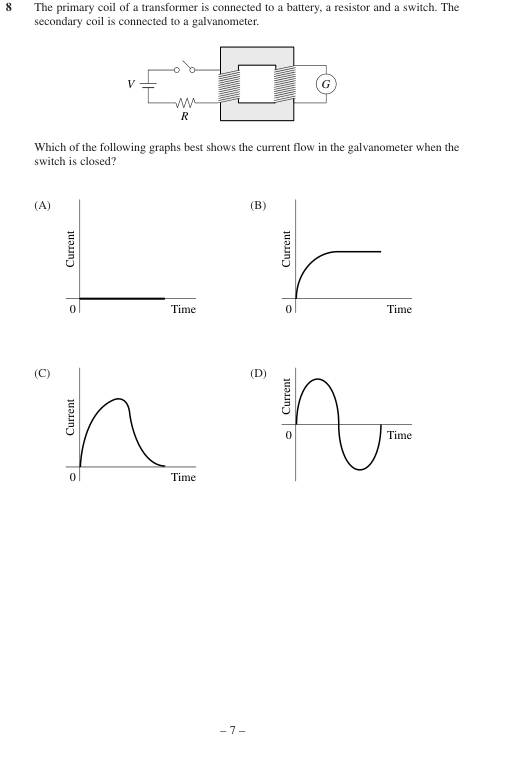 8 The primary coil of a transformer is connected to a battery, a resistor and a switch. The
secondary coil is connected to a galvanometer.
V
R
G
Which of the following graphs best shows the current flow in the galvanometer when the
switch is closed?
(A)
Current
0
Time
(B)
Current
0
Time
(C)
Current
0
Time
(D)
Current
0
Time
– 7 –